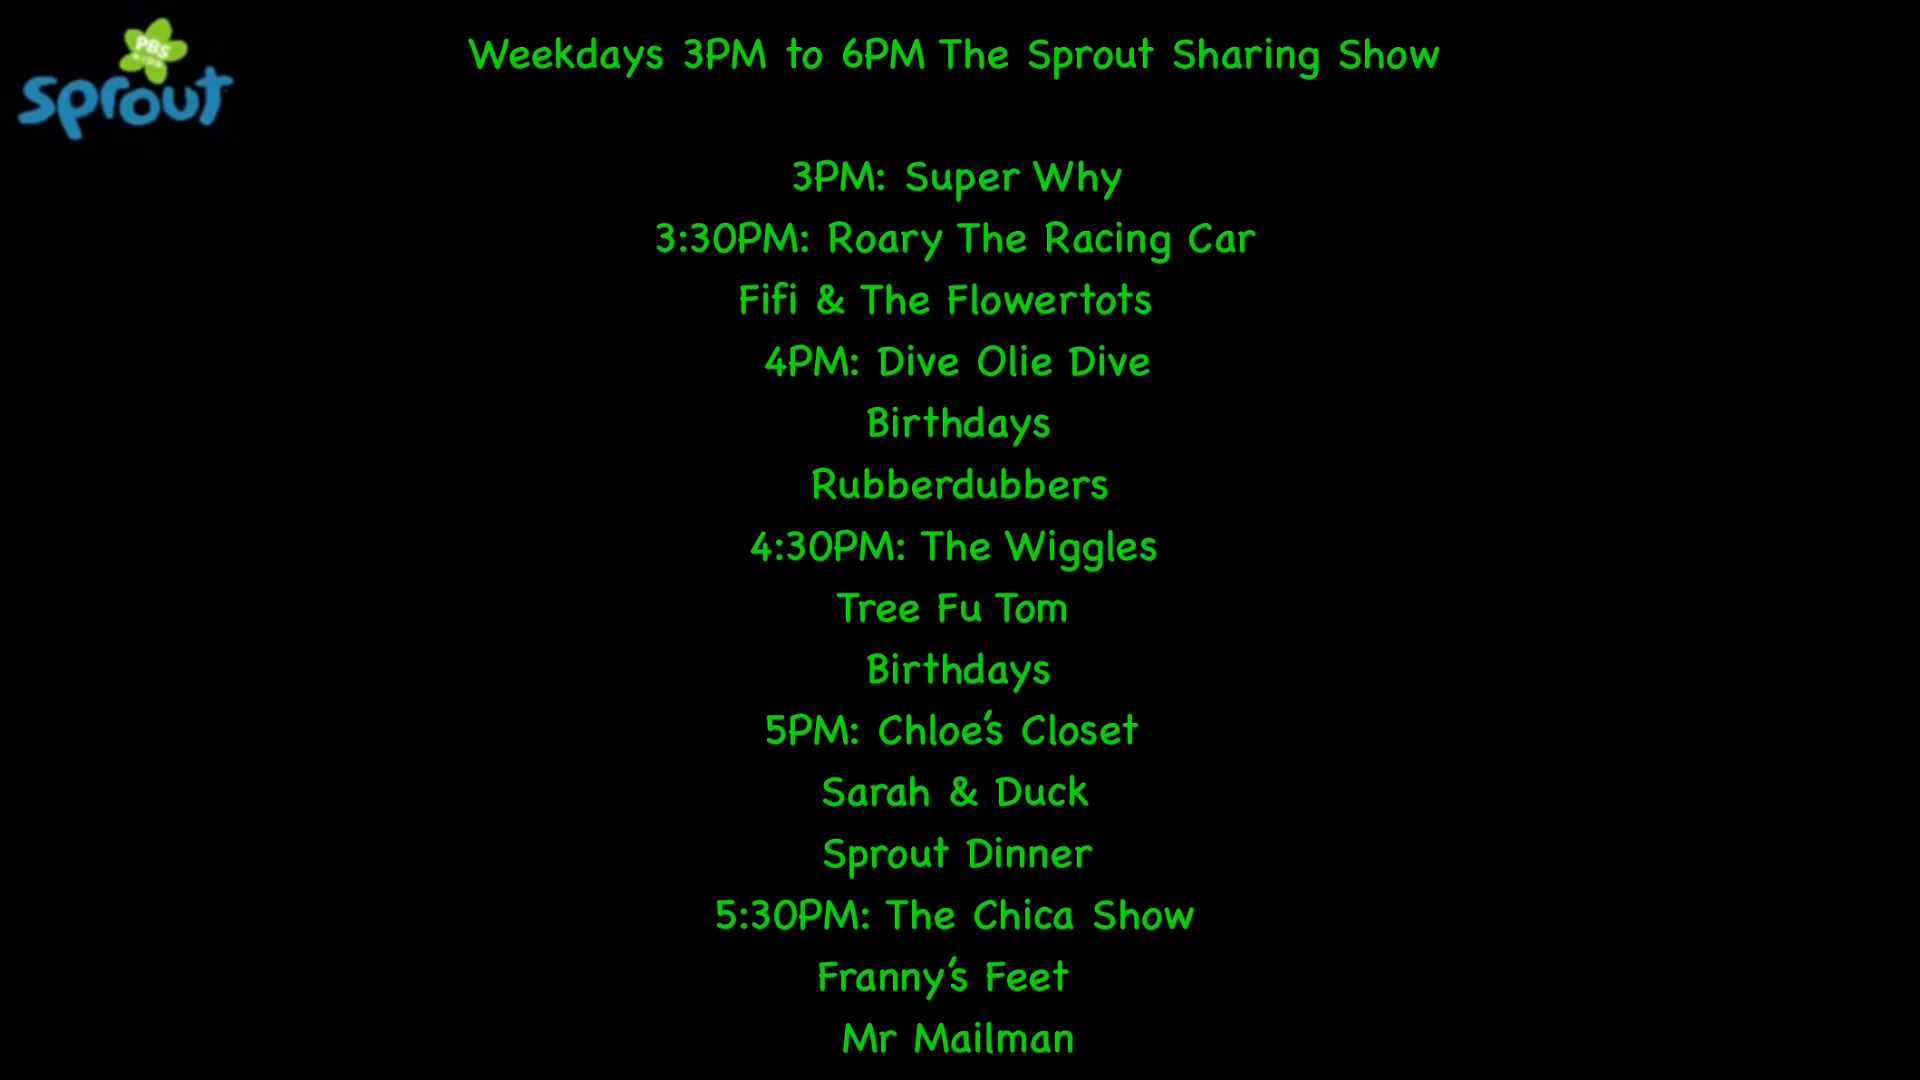 PBS
KIDS
sprout
Weekdays 3PM to 6PM The Sprout Sharing Show
3PM: Super Why
3:30PM: Roary The Racing Car
Fifi & The Flowertots
4PM: Dive Olie Dive
Birthdays
Rubberdubbers
4:30PM: The Wiggles
Tree Fu Tom
Birthdays
5PM: Chloe's Closet
Sarah & Duck
Sprout Dinner
5:30PM: The Chica Show
Franny's Feet
Mr Mailman